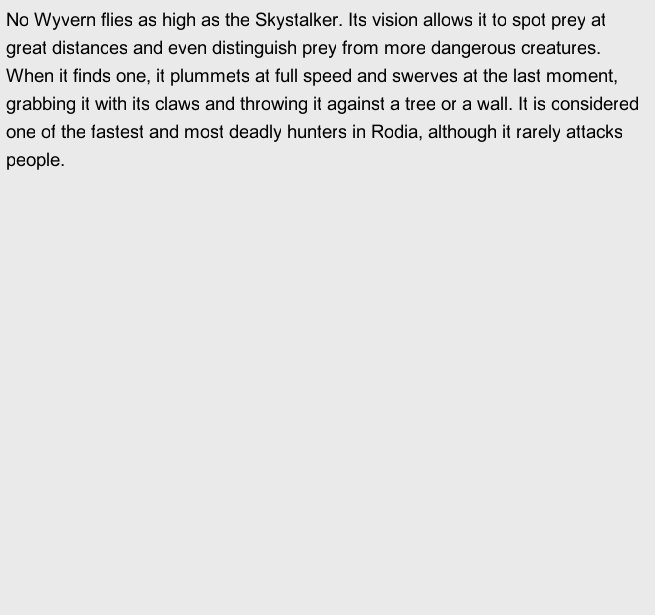 No Wyvern flies as high as the Skystalker. Its vision allows it to spot prey at
great distances and even distinguish prey from more dangerous creatures.
When it finds one, it plummets at full speed and swerves at the last moment,
grabbing it with its claws and throwing it against a tree or a wall. It is considered
one of the fastest and most deadly hunters in Rodia, although it rarely attacks
people.